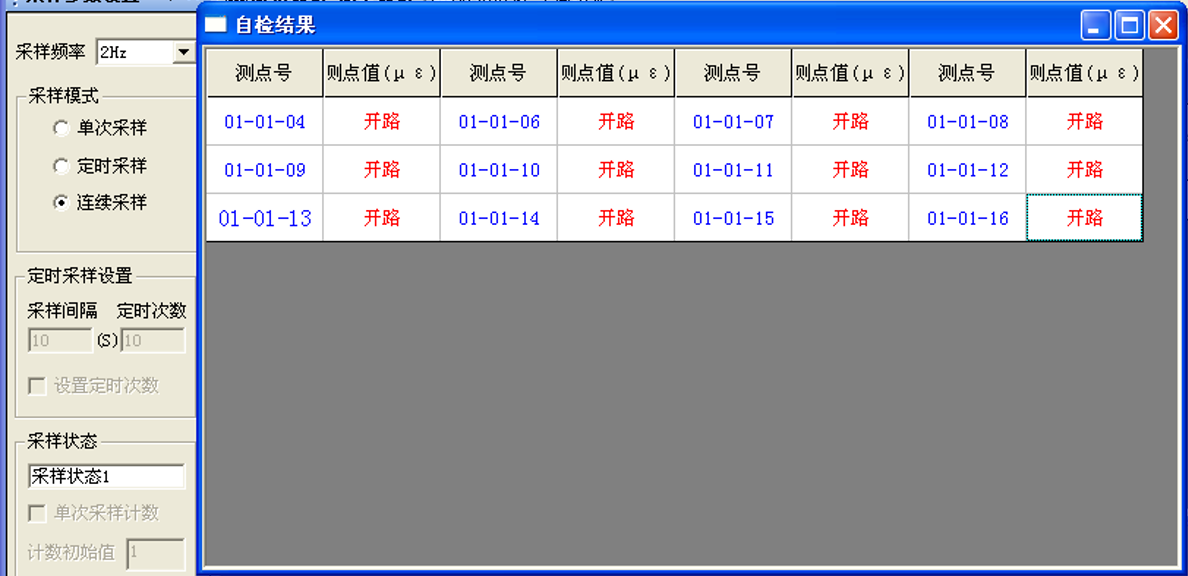 采样频率 2Hz
采样模式
单次采样
定时采样
连续采样
定时采样设置
采样间隔 定时次数
10 (S) 10
设置定时次数
采样状态
采样状态1
单次采样计数
计数初始值 1
自检结果
测点号 则点值(μ ε) 测点号 则点值(μ ε) 测点号 则点值(μ ε) 测点号 则点值(μ ε)
01-01-04 开路 01-01-06 开路 01-01-07 开路 01-01-08 开路
01-01-09 开路 01-01-10 开路 01-01-11 开路 01-01-12 开路
01-01-13 开路 01-01-14 开路 01-01-15 开路 01-01-16 开路